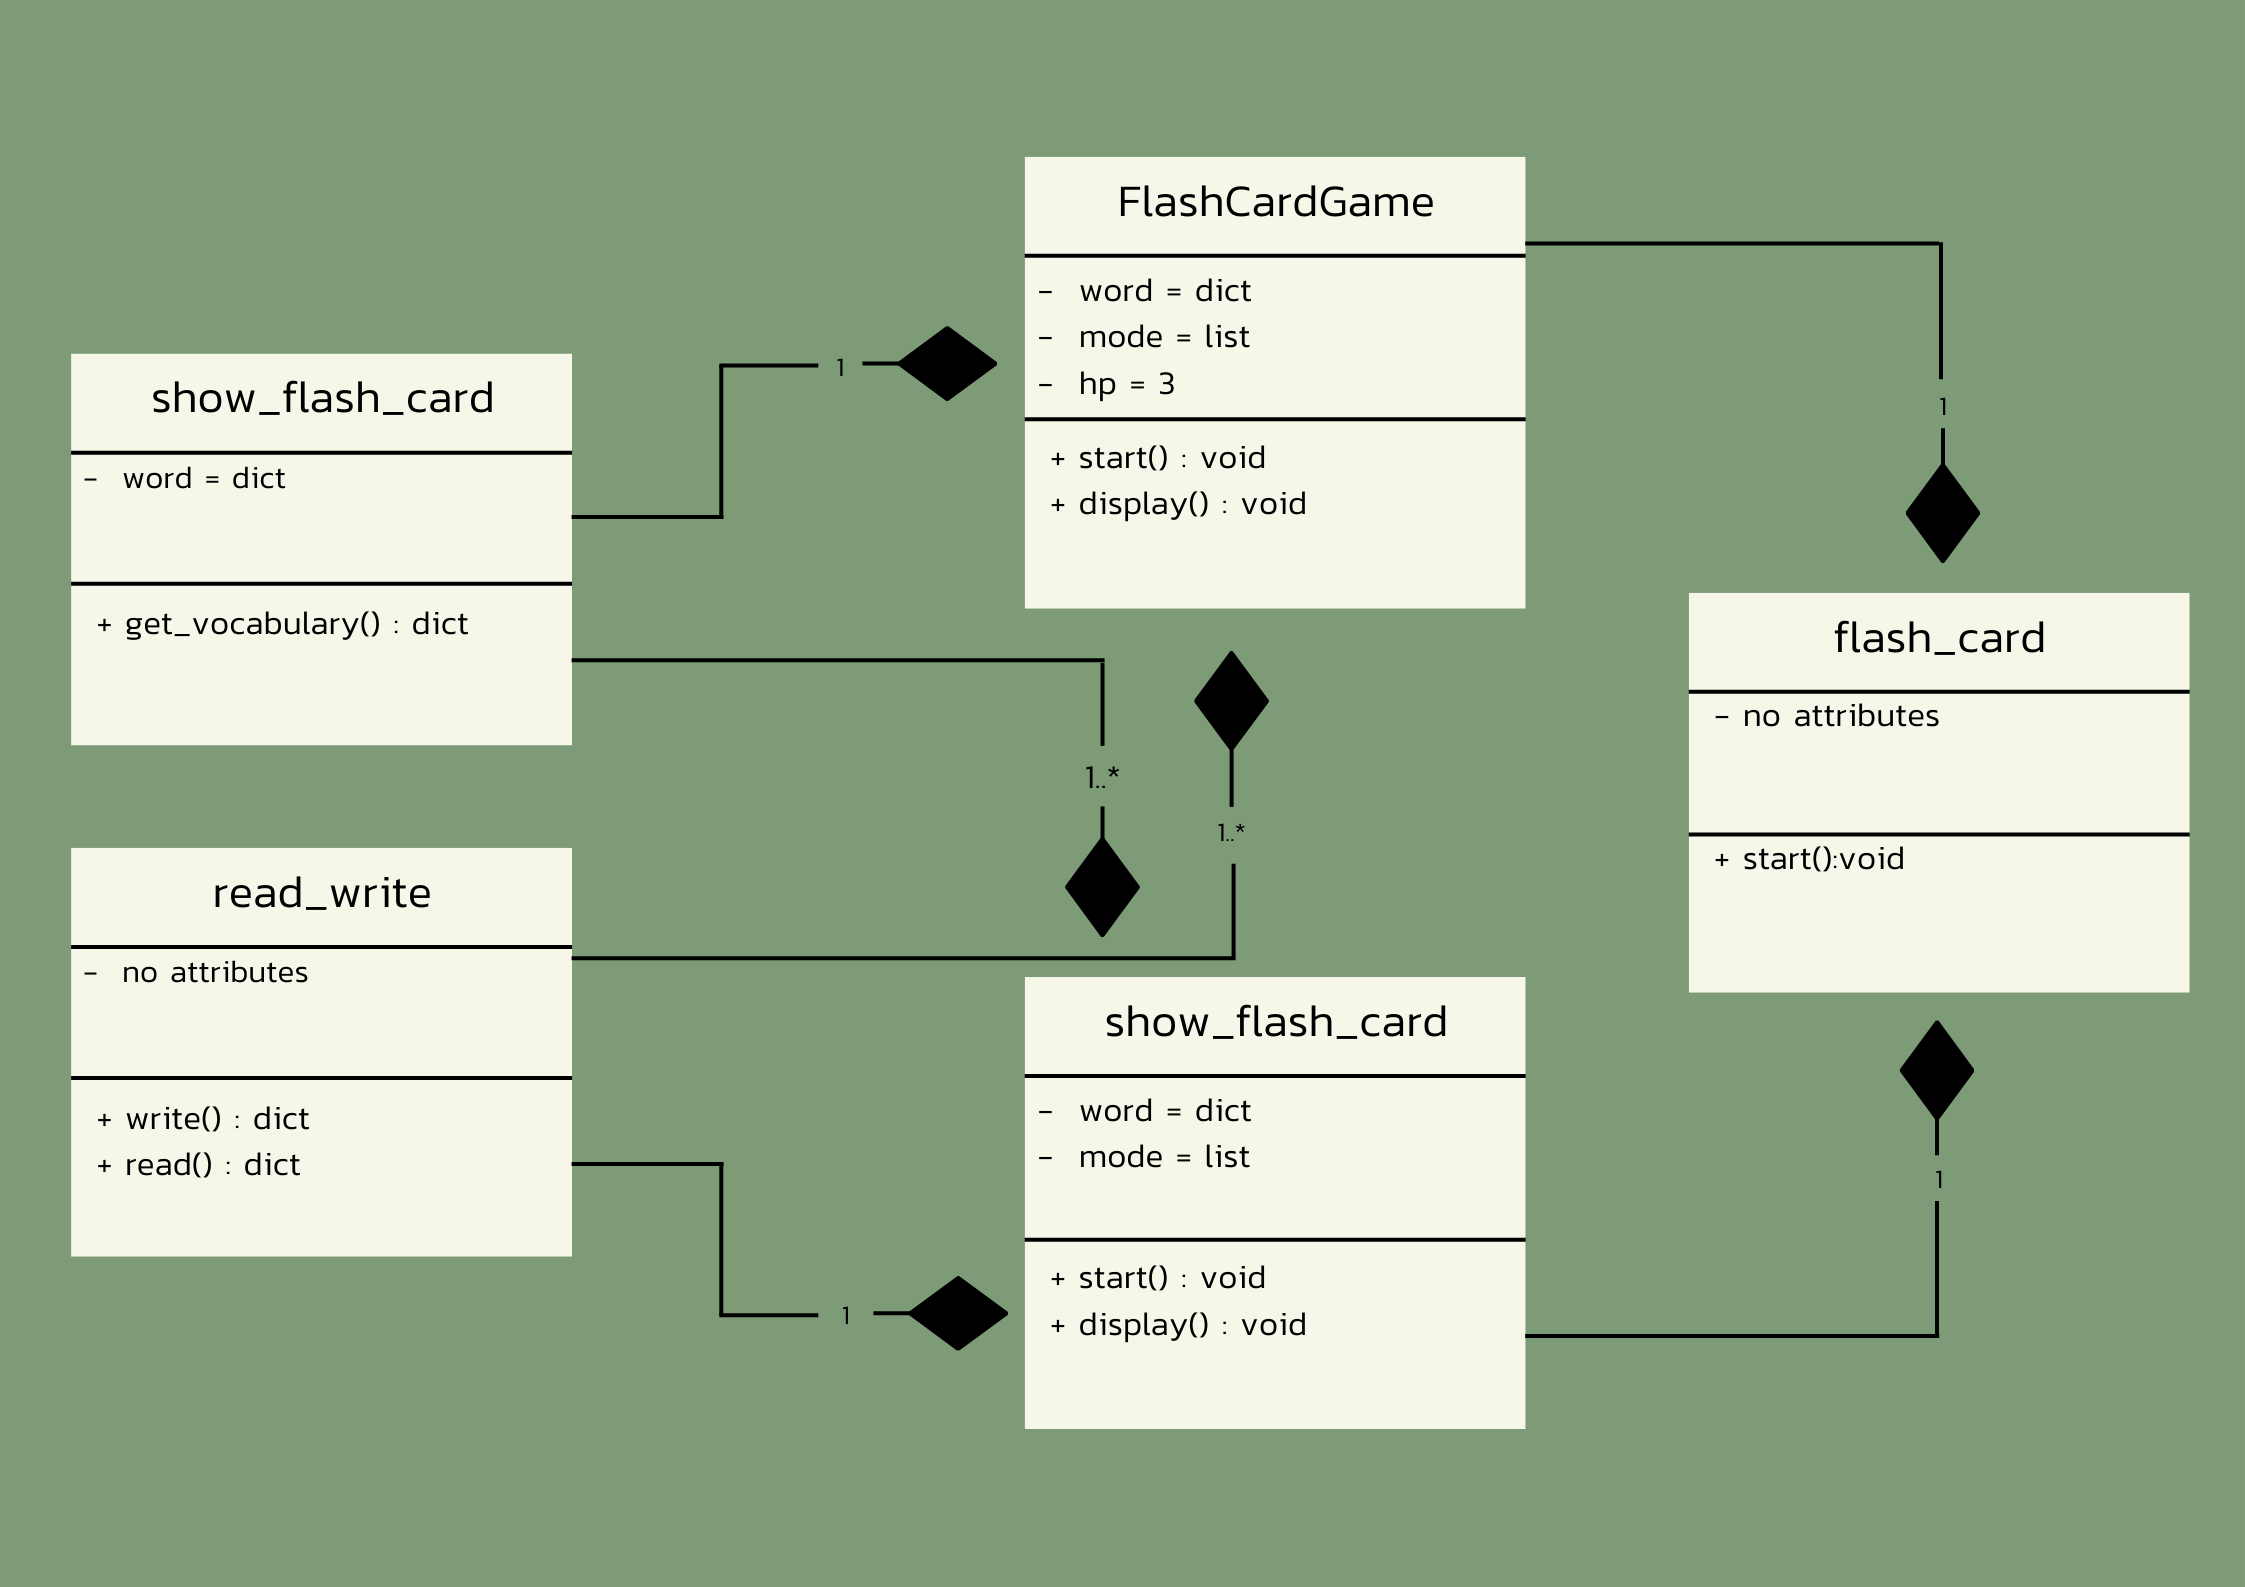 FlashCardGame
- word = dict
- mode = list
- hp = 3
+ start() : void
+ display() : void
1
1
show_flash_card
- word = dict
+ get_vocabulary() : dict
flash_card
- no attributes
+ start():void
1..*
1..*
read_write
- no attributes
+ write() : dict
+ read() : dict
show_flash_card
- word = dict
- mode = list
+ start() : void
+ display() : void
1
1